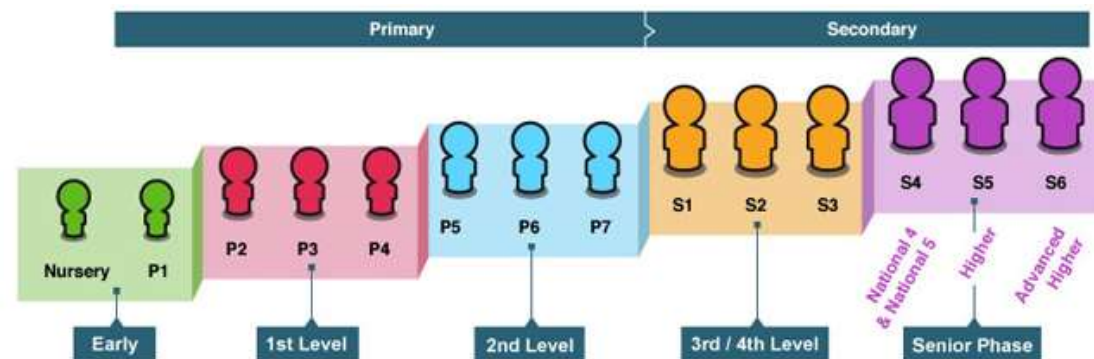 Primary
Secondary
Nursery
P1
P2
P3
P4
P5
P6
P7
S1
S2
S3
S4
S5
S6
National 4
& National 5
Higher
Advanced
Higher
Early
1st Level
2nd Level
3rd / 4th Level
Senior Phase